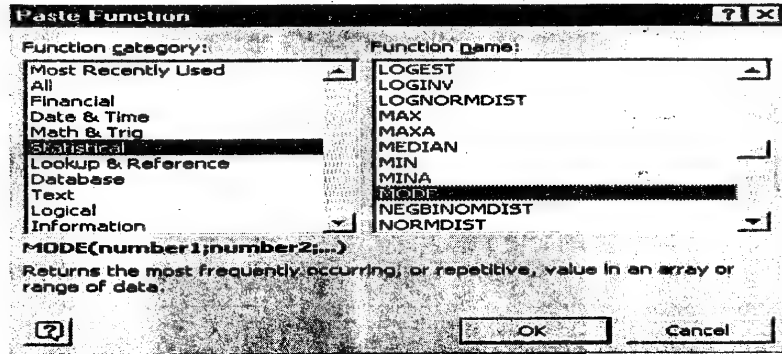 Paste Function
Function category:
Most Recently Used
All
Financial
Date & Time
Math & Trig
Statistical
Lookup & Reference
Database
Text
Logical
Information
Function name:
LOGEST
LOGINV
LOGNORMDIST
MAX
MAXA
MEDIAN
MIN
MINA
MODE
NEGBINOMDIST
NORMDIST
MODE(number1;number2;...)
Returns the most frequently occurring, or repetitive, value in an array or
range of data.
OK
Cancel